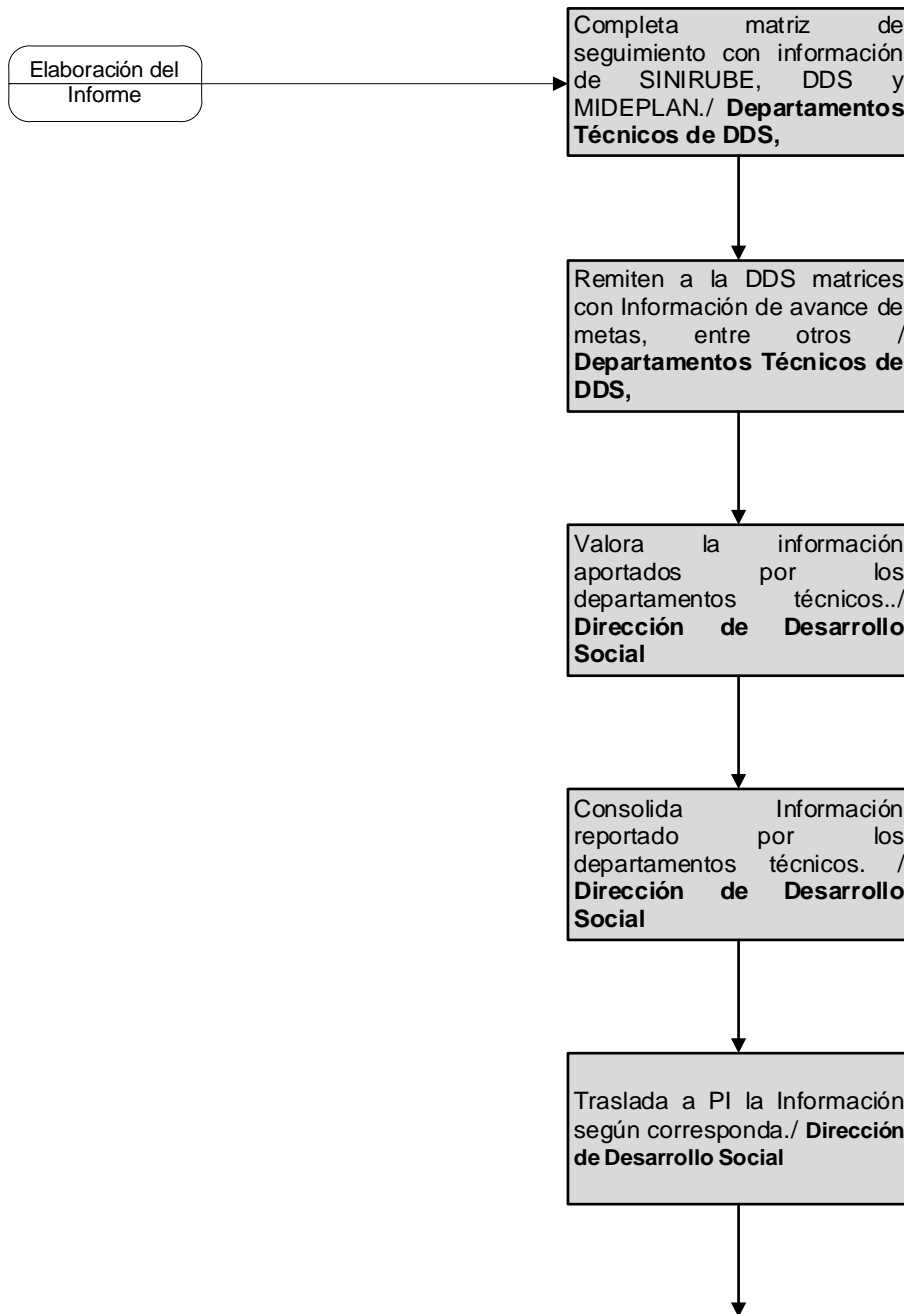 Elaboración del
Informe
Completa matriz de
seguimiento con información
de SINIRUBE, DDS y
MIDEPLAN./ Departamentos
Técnicos de DDS,
Remiten a la DDS matrices
con Información de avance de
metas, entre otros /
Departamentos Técnicos de
DDS,
Valora la información
aportados por los
departamentos técnicos../
Dirección de Desarrollo
Social
Consolida Información
reportado por los
departamentos técnicos. /
Dirección de Desarrollo
Social
Traslada a PI la Información
según corresponda./ Dirección
de Desarrollo Social